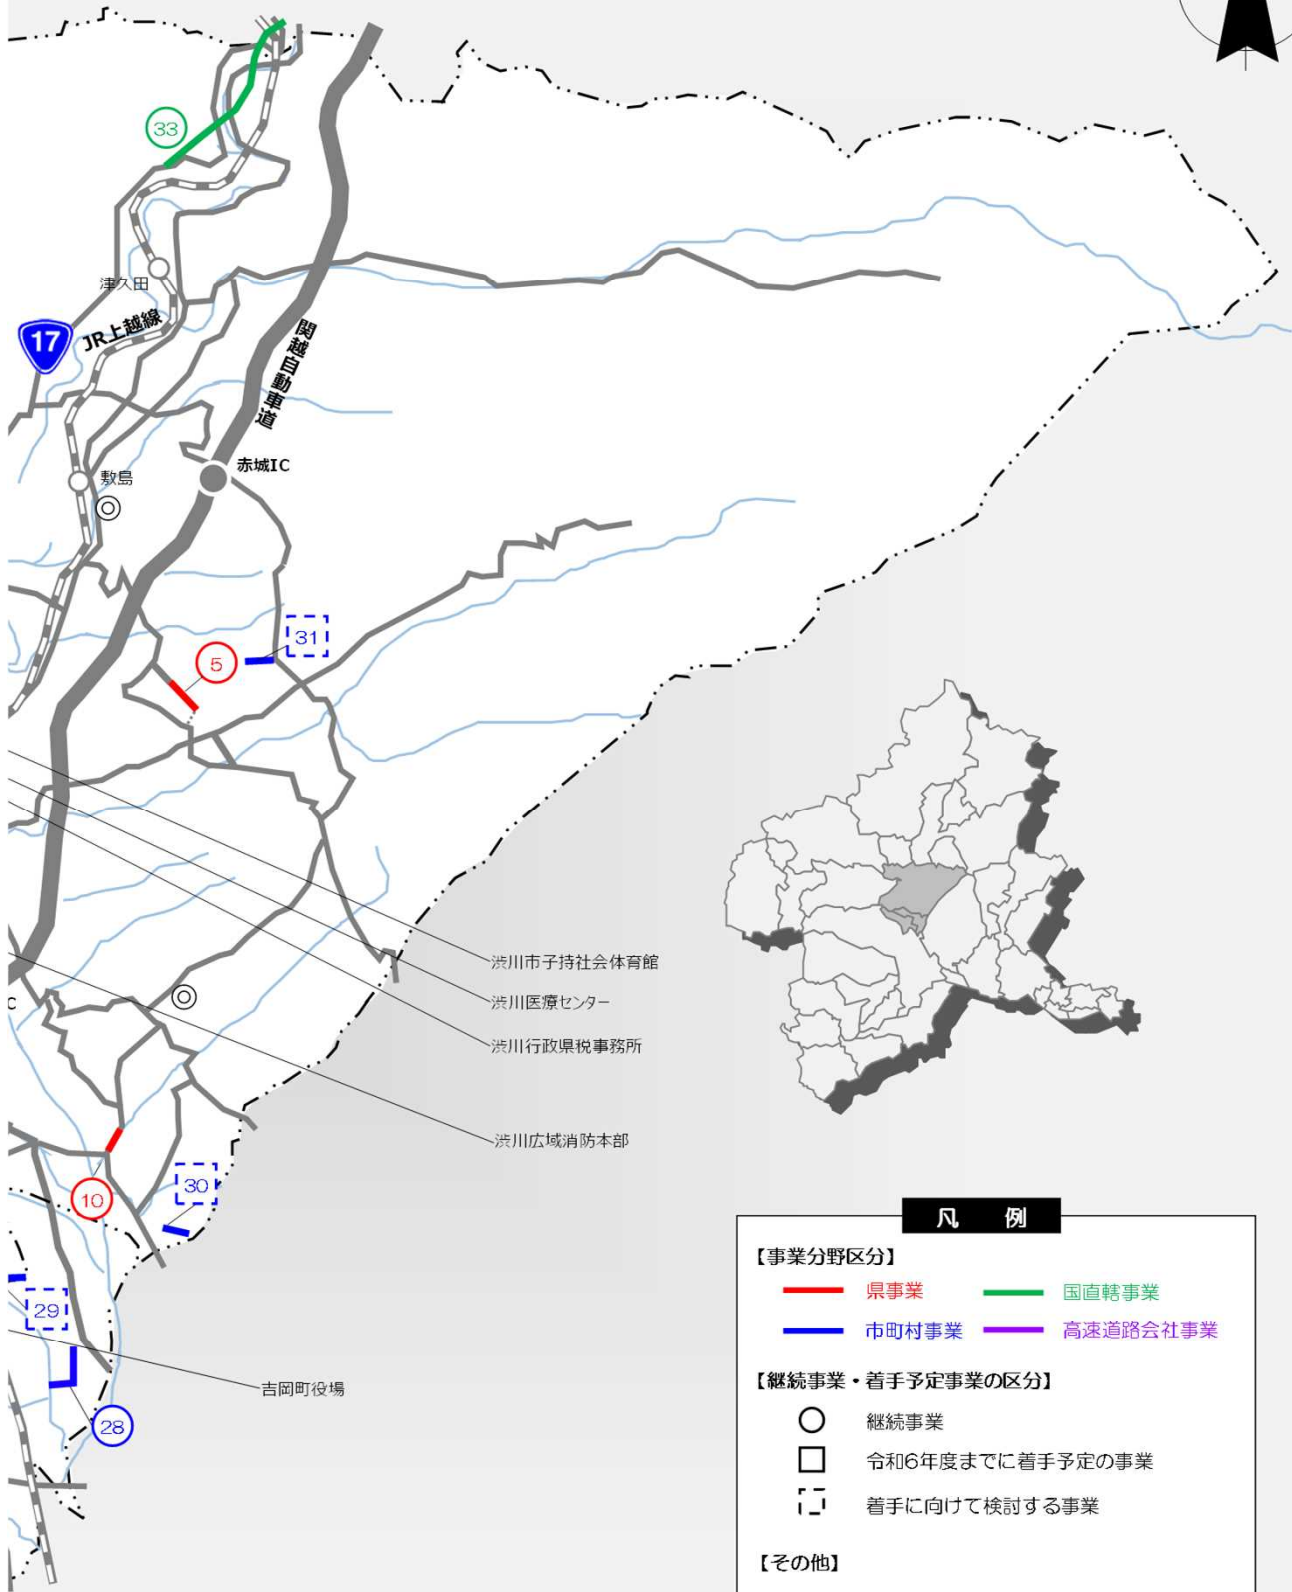 33
津久田
17
JR上越線
関越自動車道
赤城IC
敷島
31
5
渋川市子持社会体育館
渋川医療センター
C
渋川行政県税事務所
渋川広域消防本部
30
10
29
吉岡町役場
28
凡 例
【事業分野区分】
県事業
国直轄事業
市町村事業
高速道路会社事業
【継続事業・着手予定事業の区分】
継続事業
令和6年度までに着手予定の事業
着手に向けて検討する事業
【その他】